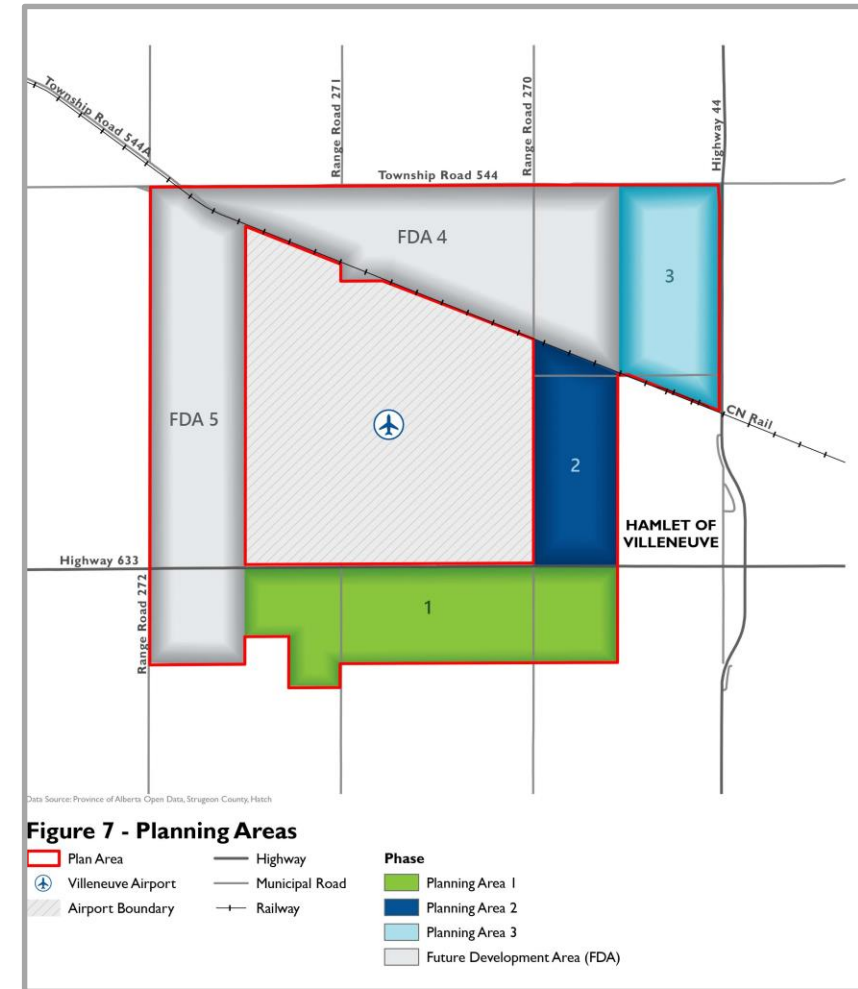 Township Road 544A
Range Road 271
Range Road 270
Highway 44
Township Road 544
FDA 4
3
FDA 5
CN Rail
2
HAMLET OF
VILLENEUVE
Highway 633
1
Range Road 272
Data Source: Province of Alberta Open Data, Strugeon County, Hatch
Figure 7 - Planning Areas
Plan Area
Highway
Phase
Villeneuve Airport
Municipal Road
Planning Area 1
Airport Boundary
Railway
Planning Area 2
Planning Area 3
Future Development Area (FDA)